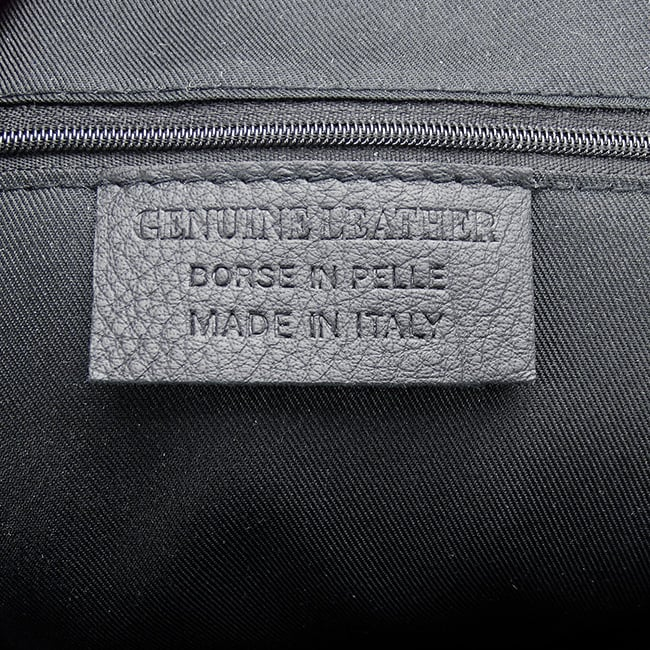 GENUINE LEATHER
BORSE IN PELLE
MADE IN ITALY